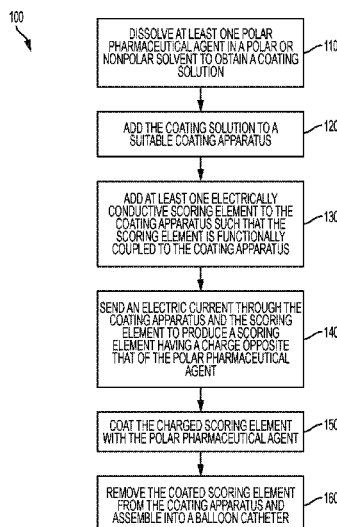 100
DISSOLVE AT LEAST ONE POLAR
PHARMACEUTICAL AGENT IN A POLAR OR
NONPOLAR SOLVENT TO OBTAIN A COATING
SOLUTION
110
ADD THE COATING SOLUTION TO A
SUITABLE COATING APPARATUS
120
ADD AT LEAST ONE ELECTRICALLY
CONDUCTIVE SCORING ELEMENT TO THE
COATING APPARATUS SUCH THAT THE
SCORING ELEMENT IS FUNCTIONALLY
COUPLED TO THE COATING APPARATUS
130
SEND AN ELECTRIC CURRENT THROUGH THE
COATING APPARATUS AND THE SCORING
ELEMENT TO PRODUCE A SCORING
ELEMENT HAVING A CHARGE OPPOSITE
THAT OF THE POLAR PHARMACEUTICAL
AGENT
140
COAT THE CHARGED SCORING ELEMENT
WITH THE POLAR PHARMACEUTICAL AGENT
150
REMOVE THE COATED SCORING ELEMENT
FROM THE COATING APPARATUS AND
ASSEMBLE INTO A BALLOON CATHETER
160